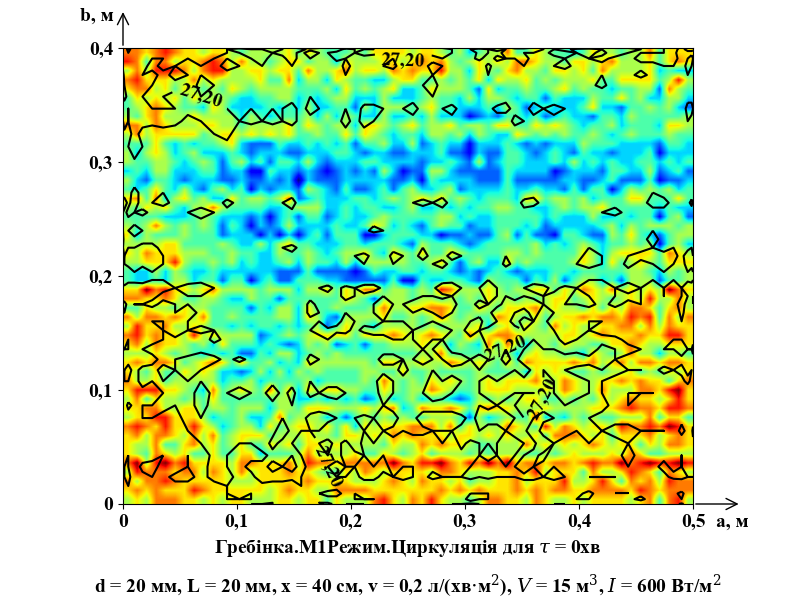 b, м
0,4
0,3
0,2
0,1
0
27,20
27,20
27,20
27,20
27,20
0 0,1 0,2 0,3 0,4 0,5 a, м
Гребінка.М1Режим.Циркуляція для τ = 0хв
d = 20 мм, L = 20 мм, x = 40 см, v = 0,2 л/(хв·м²), V = 15 м³, I = 600 Вт/м²